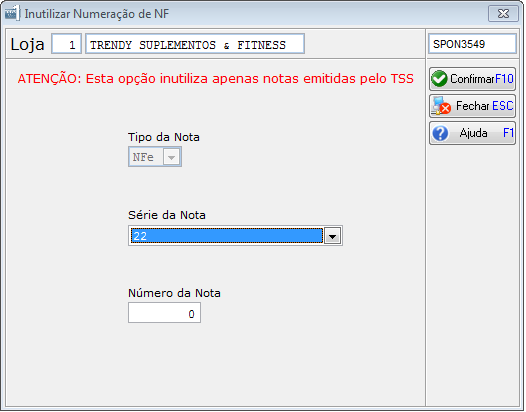 Inutilizar Numeração de NF
Loja 1 TRENDY SUPLEMENTOS & FITNESS SPON3549
ATENÇÃO: Esta opção inutiliza apenas notas emitidas pelo TSS
Confirmar F10
Fechar ESC
Ajuda F1
Tipo da Nota
NFe
Série da Nota
22
Número da Nota
0